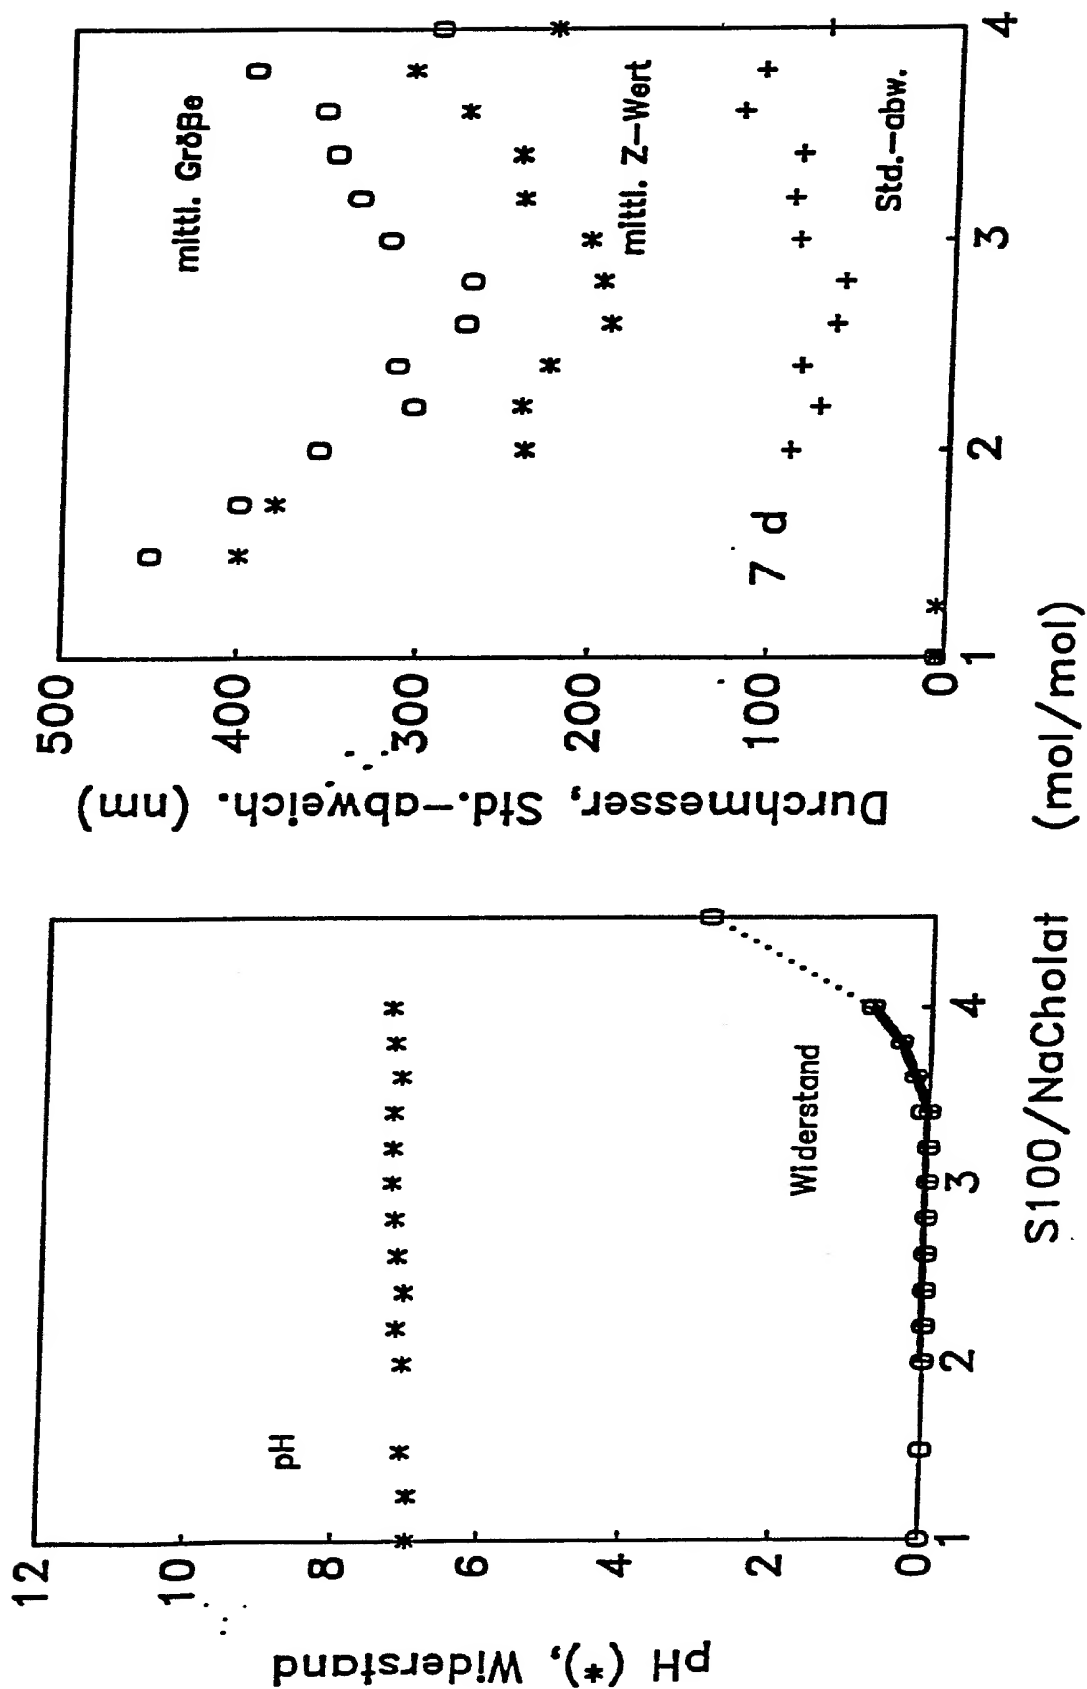 pH (*), Widerstand
12
10
8
6
4
2
0
pH
Widerstand
1
2
3
4
Durchmesser, Std.-abweich. (nm)
500
400
300
200
100
0
mittl. Größe
mittl. Z-Wert
Std.-abw.
7 d
1
2
3
4
S100/NaCholat (mol/mol)